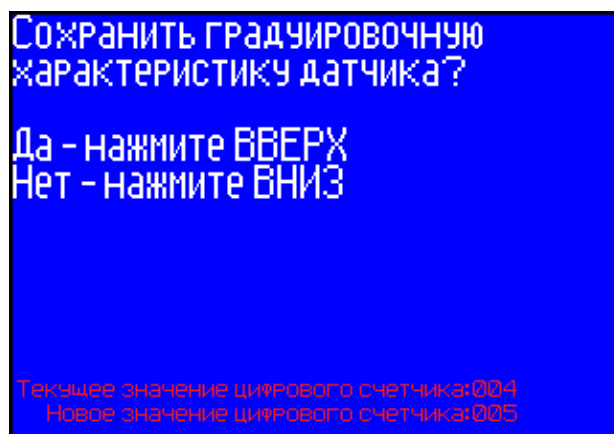 Сохранить градуировочную
характеристику датчика?
Да - нажмите ВВЕРХ
Нет - нажмите ВНИЗ
Текущее значение цифрового счетчика:004
Новое значение цифрового счетчика:005